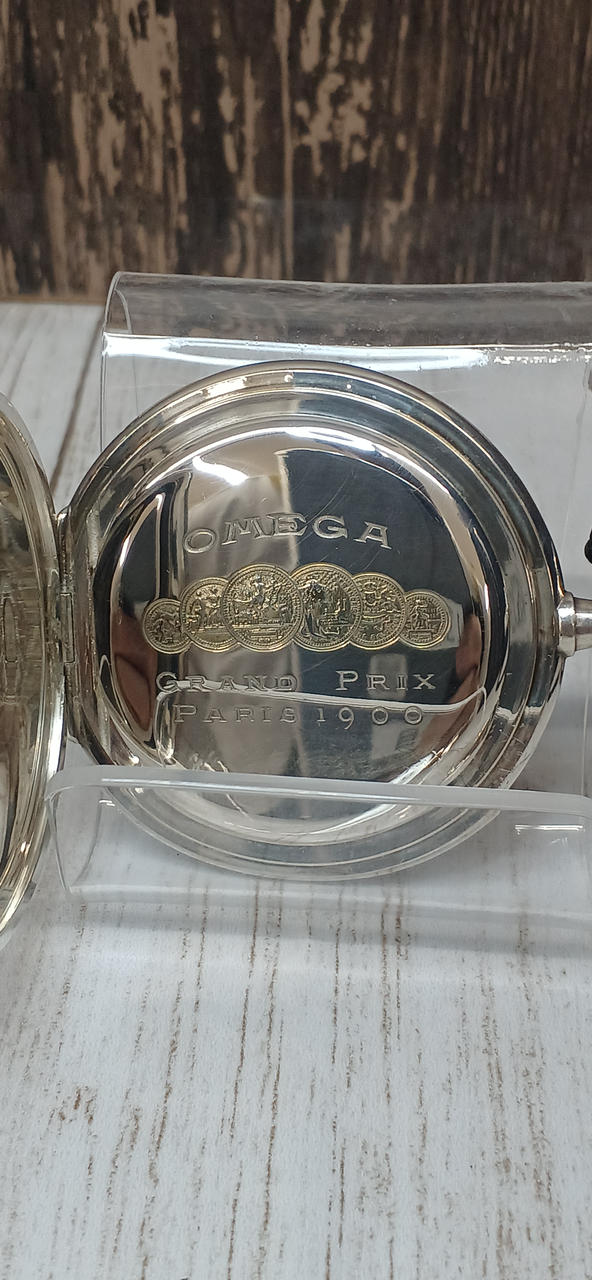 OMEGA
GRAND PRIX
PARIS 1900